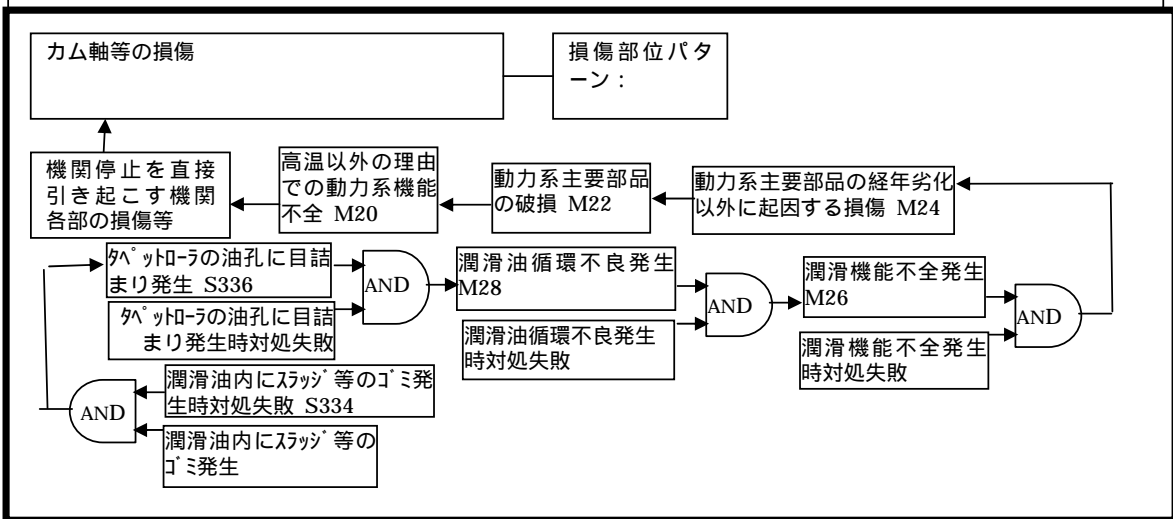 カム軸等の損傷
損傷部位パタ
ーン：
機関停止を直接
引き起こす機関
各部の損傷等
高温以外の理由
での動力系機能
不全 M20
動力系主要部品
の破損 M22
動力系主要部品の経年劣化
以外に起因する損傷 M24
ﾀﾍﾟｯﾄﾛｰﾗの油孔に目詰
まり発生 S336
ﾀﾍﾟｯﾄﾛｰﾗの油孔に目詰
まり発生時対処失敗
AND
潤滑油循環不良発生
M28
潤滑油循環不良発生
時対処失敗
AND
潤滑機能不全発生
M26
潤滑機能不全発生
時対処失敗
AND
AND
潤滑油内にｽﾗｯｼﾞ等のｺﾞﾐ発
生時対処失敗 S334
潤滑油内にｽﾗｯｼﾞ等の
ｺﾞﾐ発生